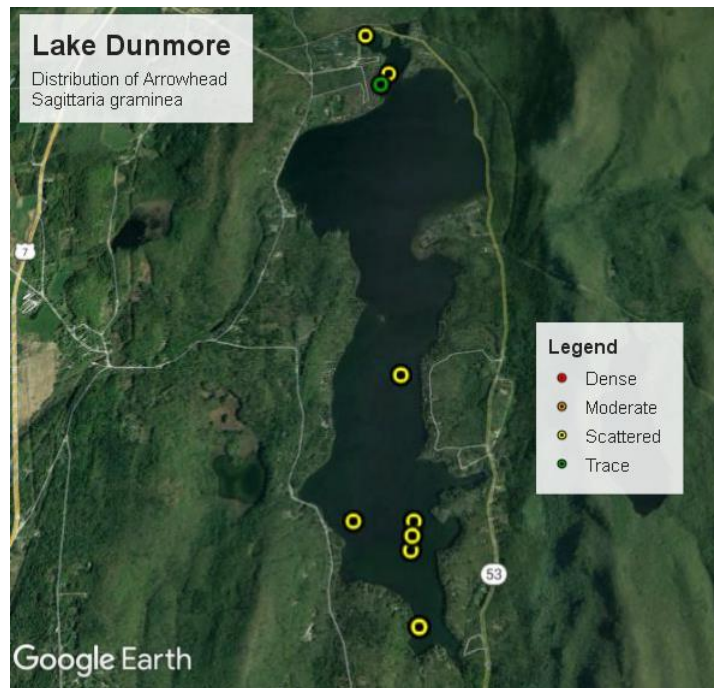 Lake Dunmore
Distribution of Arrowhead
Sagittaria graminea
7
Legend
Dense
Moderate
Scattered
Trace
53
Google Earth